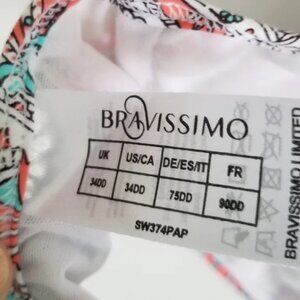 BRAVISSIMO
UK US/CA DE/ES/IT FR
34DD 34DD 75DD 90DD
SW374PAP
BRAVISSIMO LIMITED